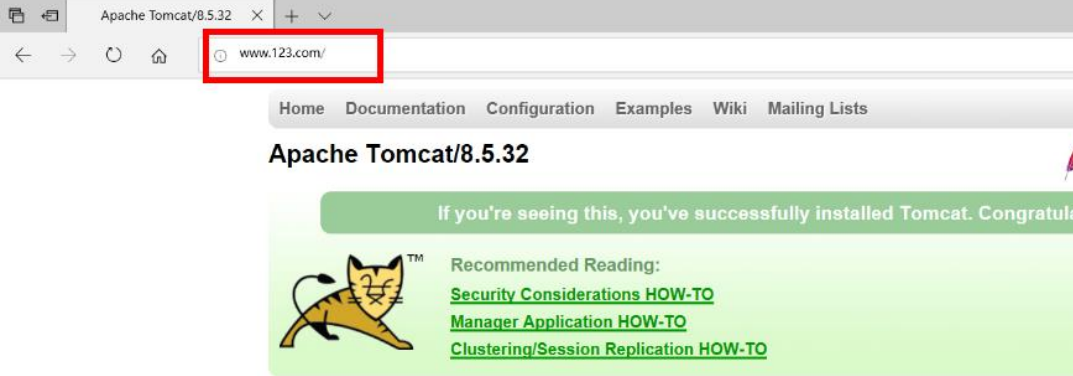 Apache Tomcat/8.5.32
www.123.com/
Home Documentation Configuration Examples Wiki Mailing Lists
Apache Tomcat/8.5.32
If you're seeing this, you've successfully installed Tomcat. Congratula
TM
Recommended Reading:
Security Considerations HOW-TO
Manager Application HOW-TO
Clustering/Session Replication HOW-TO